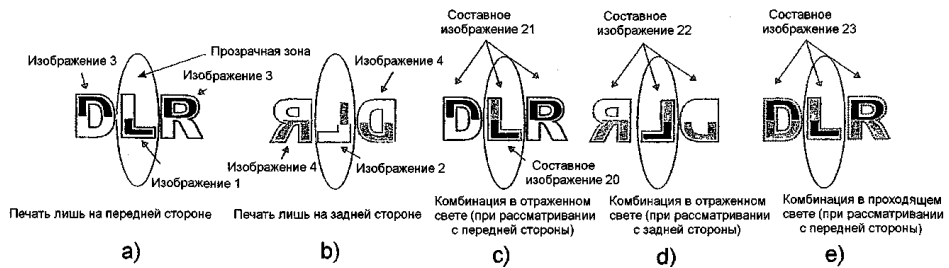 Изображение 3
Прозрачная зона
Изображение 3
DLR
Изображение 1
Печать лишь на передней стороне
a)
Изображение 4
Изображение 4
Изображение 2
Печать лишь на задней стороне
b)
Составное
изображение 21
DLR
Составное
изображение 20
Комбинация в отраженном
свете (при рассматривании
с передней стороны)
c)
Составное
изображение 22
Комбинация в отраженном
свете (при рассматривании
с задней стороны)
d)
Составное
изображение 23
DLR
Комбинация в проходящем
свете (при рассматривании
с передней стороны)
e)